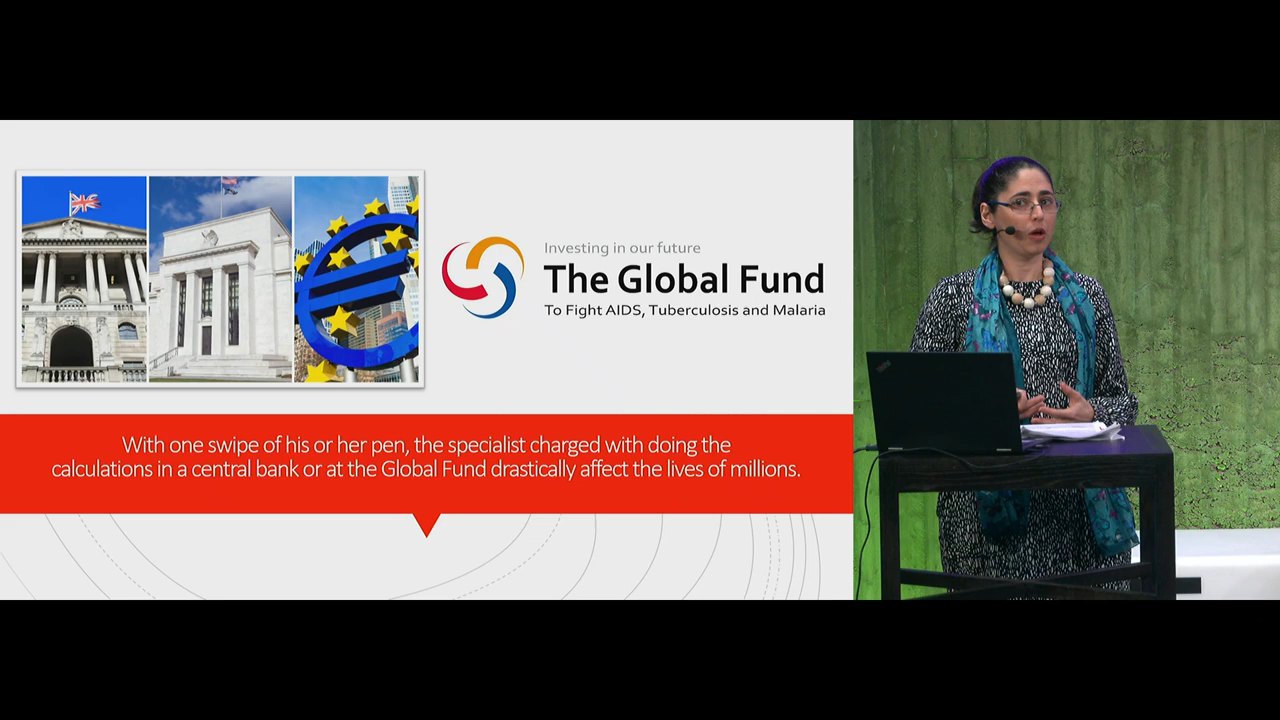 Investing in our future
The Global Fund
To Fight AIDS, Tuberculosis and Malaria
With one swipe of his or her pen, the specialist charged with doing the
calculations in a central bank or at the Global Fund drastically affect the lives of millions.